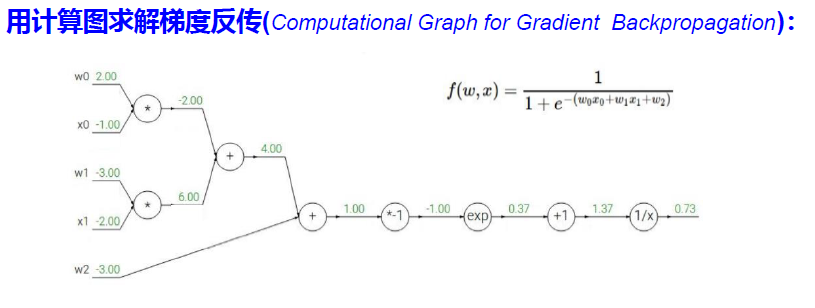 用计算图求解梯度反传(Computational Graph for Gradient Backpropagation):
w0 2.00
* -2.00
x0 -1.00
f(w,x) = 1 / (1 + e^{-(w_0x_0+w_1x_1+w_2)})
+ 4.00
w1 -3.00
* 6.00
x1 -2.00
+ 1.00 *-1 -1.00 exp 0.37 +1 1.37 1/x 0.73
w2 -3.00